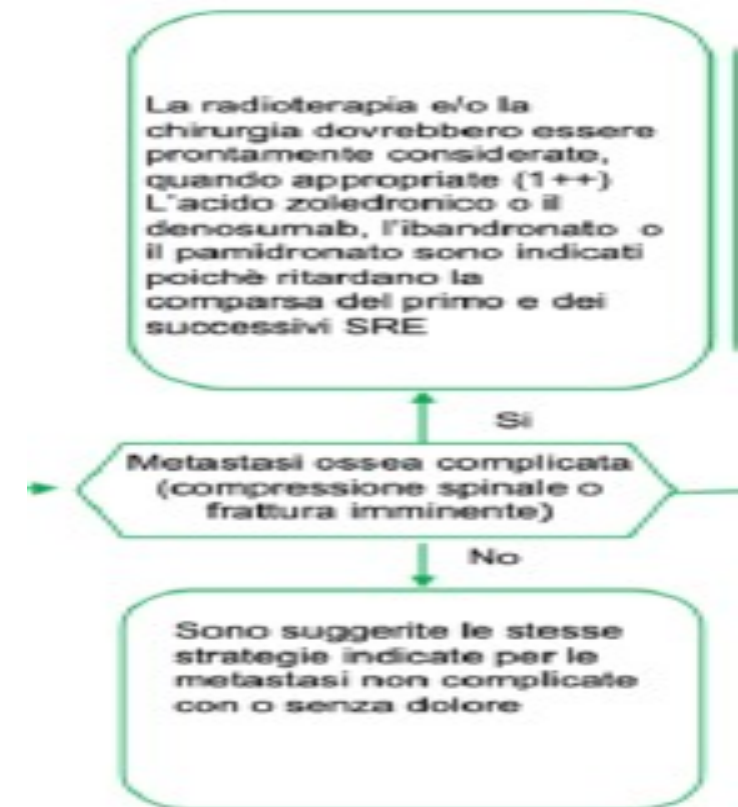 La radioterapia e/o la
chirurgia dovrebbero essere
prontamente considerate,
quando appropriate (1++)
L'acido zoledronico o il
denosumab, l'ibandronato o
il pamidronato sono indicati
poichè ritardano la
comparsa del primo e dei
successivi SRE
Si
Metastasi ossea complicata
(compressione spinale o
frattura imminente)
No
Sono suggerite le stesse
strategie indicate per le
metastasi non complicate
con o senza dolore